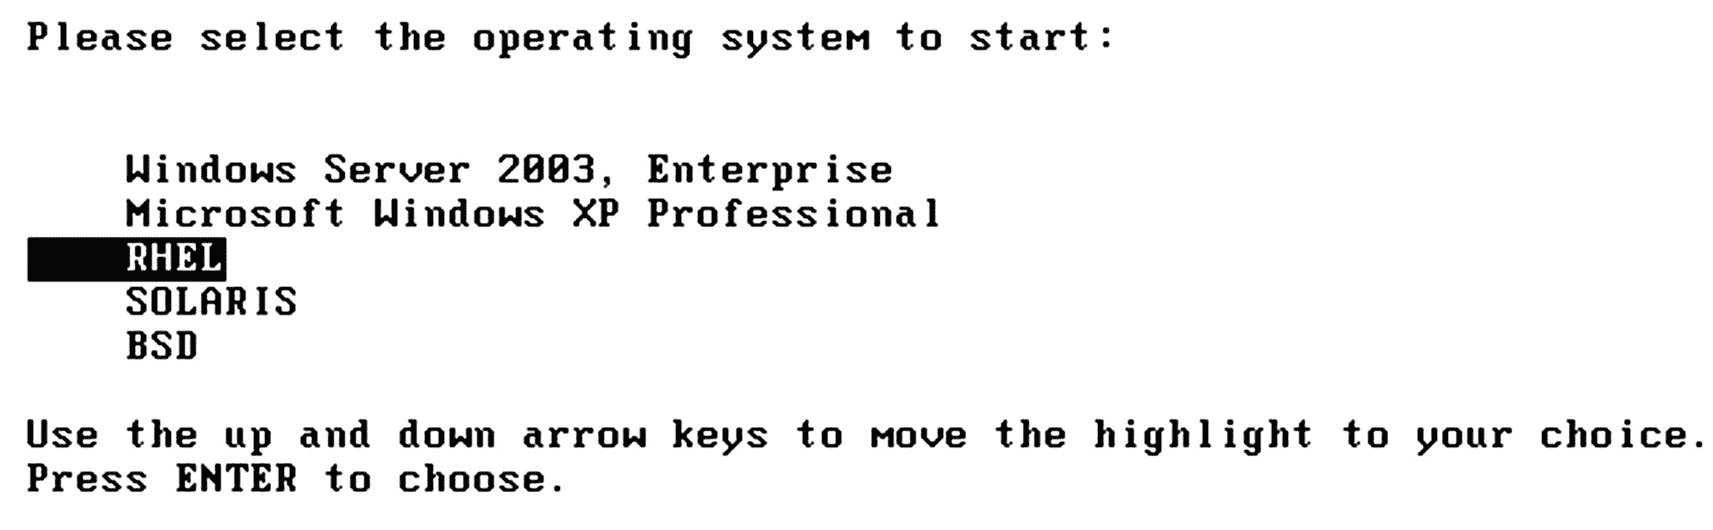 Please select the operating system to start:
Windows Server 2003, Enterprise
Microsoft Windows XP Professional
RHEL
SOLARIS
BSD
Use the up and down arrow keys to move the highlight to your choice.
Press ENTER to choose.